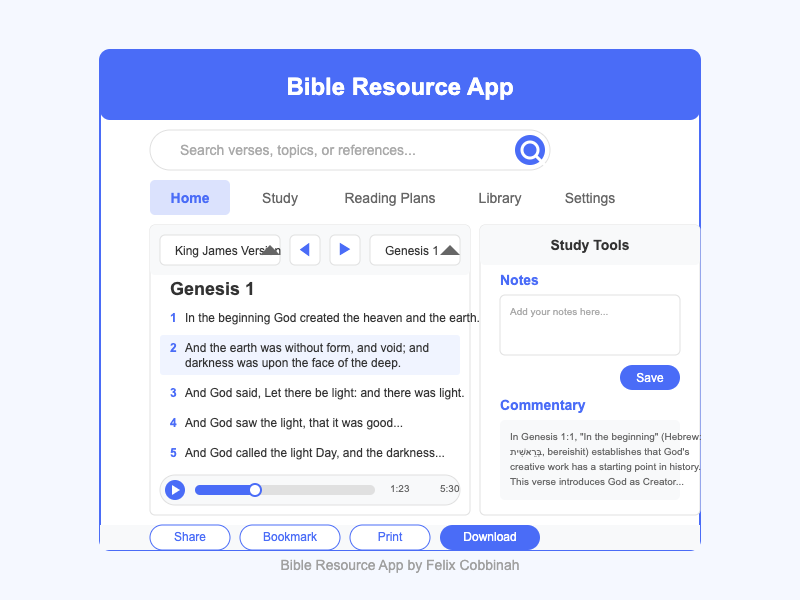 Bible Resource App
Search verses, topics, or references...
Home
Study
Reading Plans
Library
Settings
King James Version
Genesis 1
Genesis 1
1 In the beginning God created the heaven and the earth.
2 And the earth was without form, and void; and
darkness was upon the face of the deep.
3 And God said, Let there be light: and there was light.
4 And God saw the light, that it was good...
5 And God called the light Day, and the darkness...
1:23
5:30
Study Tools
Notes
Add your notes here...
Save
Commentary
In Genesis 1:1, "In the beginning" (Hebrew:
בְּרֵאשִׁית, bereishit) establishes that God's
creative work has a starting point in history.
This verse introduces God as Creator...
Share
Bookmark
Print
Download
Bible Resource App by Felix Cobbinah